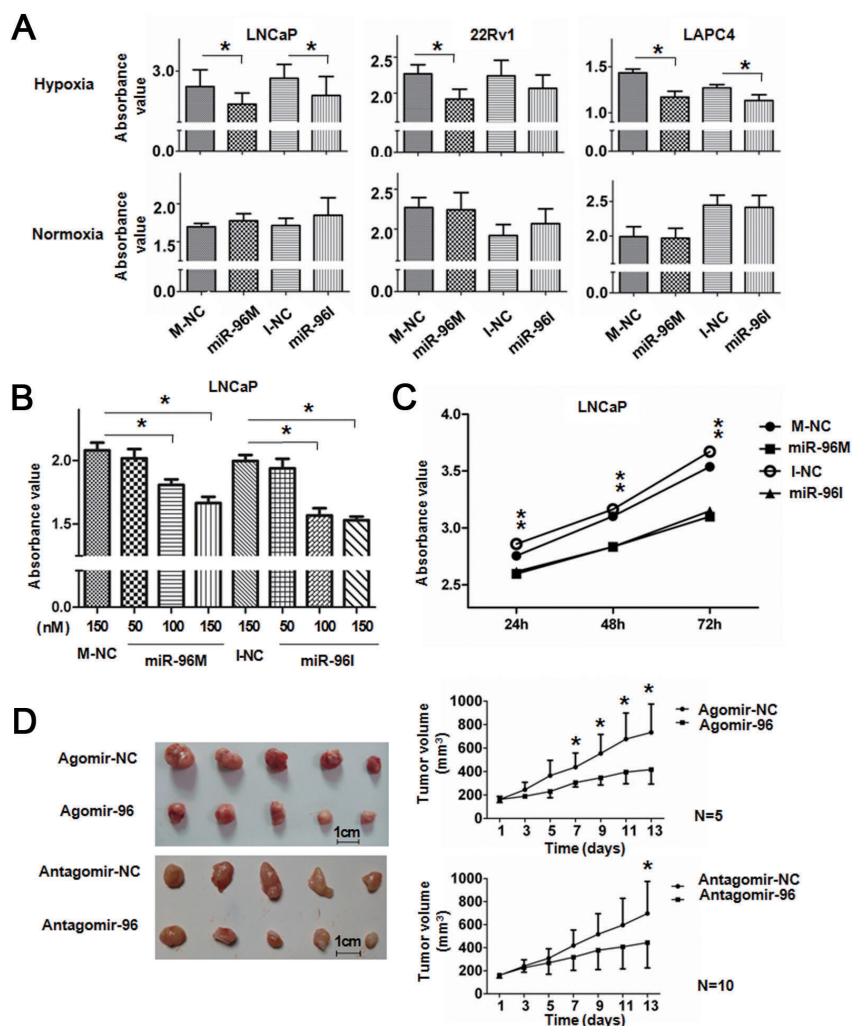 A
LNCaP
22Rv1
LAPC4
Hypoxia
Absorbance value
3.0
0.0
* *
2.5
2.0
0.0
*
1.5
1.0
0.0
* *
Normoxia
Absorbance value
2.0
1.5
0.0
2.5
2.0
0.0
2.5
2.0
0.0
M-NC miR-96M I-NC miR-96I
M-NC miR-96M I-NC miR-96I
M-NC miR-96M I-NC miR-96I
B
LNCaP
Absorbance value
2.0
1.5
0.0
* * * *
(nM) 150 50 100 150 150 50 100 150
M-NC miR-96M I-NC miR-96I
C
LNCaP
Absorbance value
4.0
3.5
3.0
2.5
** ** **
24h 48h 72h
M-NC
miR-96M
I-NC
miR-96I
D
Agomir-NC
Agomir-96
1cm
Antagomir-NC
Antagomir-96
1cm
Tumor volume (mm3)
1000
800
600
400
200
0
* * * *
1 3 5 7 9 11 13
Time (days)
Agomir-NC
Agomir-96
N=5
Tumor volume (mm3)
1000
800
600
400
200
0
*
1 3 5 7 9 11 13
Time (days)
Antagomir-NC
Antagomir-96
N=10